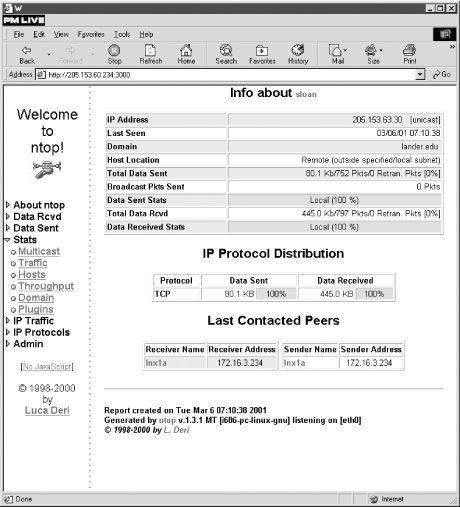 W
PM LIVE
File Edit View Favorites Tools Help
Back Forward Stop Refresh Home Search Favorites History Mail Size Print
Address http://205.153.60.234:3000 Go
Welcome
to
ntop!
About ntop
Data Rcvd
Data Sent
Stats
Multicast
Traffic
Hosts
Throughput
Domain
Plugins
IP Traffic
IP Protocols
Admin
[No JavaScript]
© 1998-2000
by
Luca Deri
Info about sloan
IP Address 205.153.63.30 [unicast]
Last Seen 03/06/01 07:10:38
Domain lander.edu
Host Location Remote (outside specified/local subnet)
Total Data Sent 80.1 Kb/752 Pkts/0 Retran. Pkts [0%]
Broadcast Pkts Sent 0 Pkts
Data Sent Stats Local (100 %)
Total Data Rcvd 445.0 Kb/797 Pkts/0 Retran. Pkts [0%]
Data Received Stats Local (100 %)
IP Protocol Distribution
Protocol Data Sent Data Received
TCP 80.1 KB 100% 445.0 KB 100%
Last Contacted Peers
Receiver Name Receiver Address Sender Name Sender Address
lnx1a 172.16.3.234 lnx1a 172.16.3.234
Report created on Tue Mar 6 07:10:38 2001
Generated by ntop v.1.3.1 MT [i686-pc-linux-gnu] listening on [eth0]
© 1998-2000 by L. Deri
Done Internet